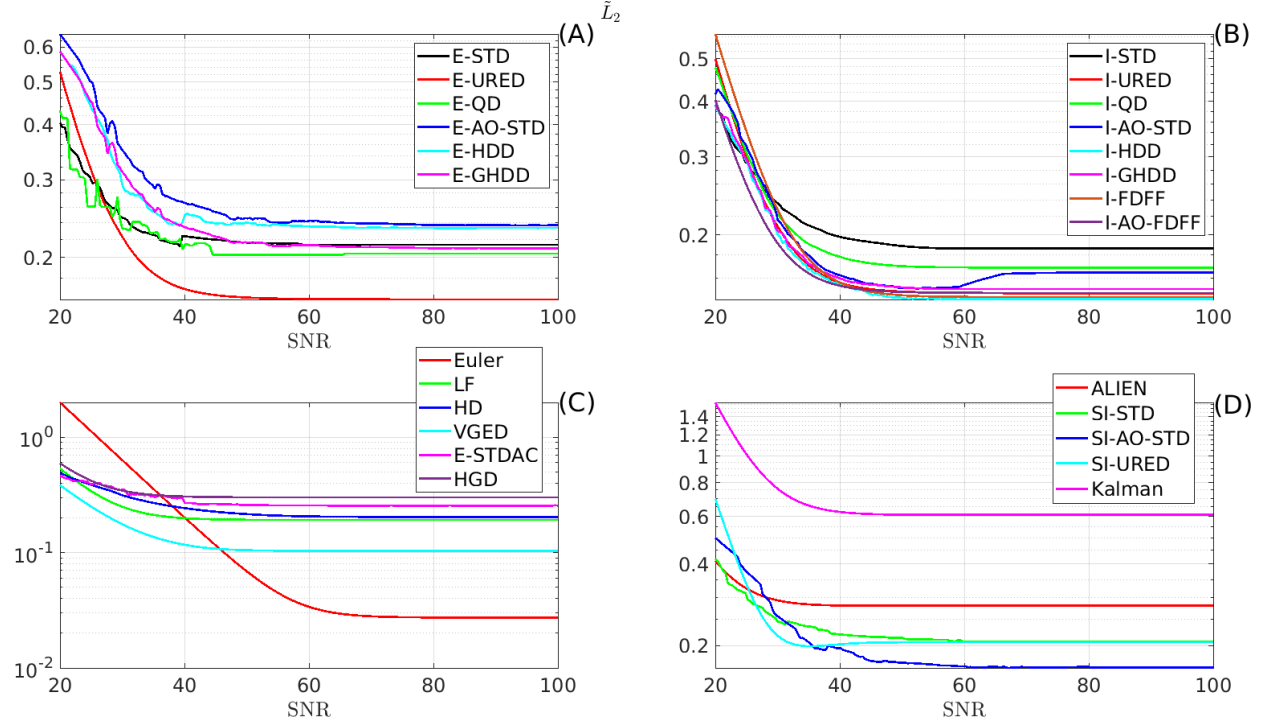 L̃₂
(A)
0.6
0.5
0.4
0.3
0.2
E-STD
E-URED
E-QD
E-AO-STD
E-HDD
E-GHDD
20 40 60 80 100
SNR
(B)
0.5
0.4
0.3
0.2
I-STD
I-URED
I-QD
I-AO-STD
I-HDD
I-GHDD
I-FDFF
I-AO-FDFF
20 40 60 80 100
SNR
(C)
10⁰
10⁻¹
10⁻²
Euler
LF
HD
VGED
E-STDAC
HGD
20 40 60 80 100
SNR
(D)
1.4
1.2
1
0.8
0.6
0.4
0.2
ALIEN
SI-STD
SI-AO-STD
SI-URED
Kalman
20 40 60 80 100
SNR